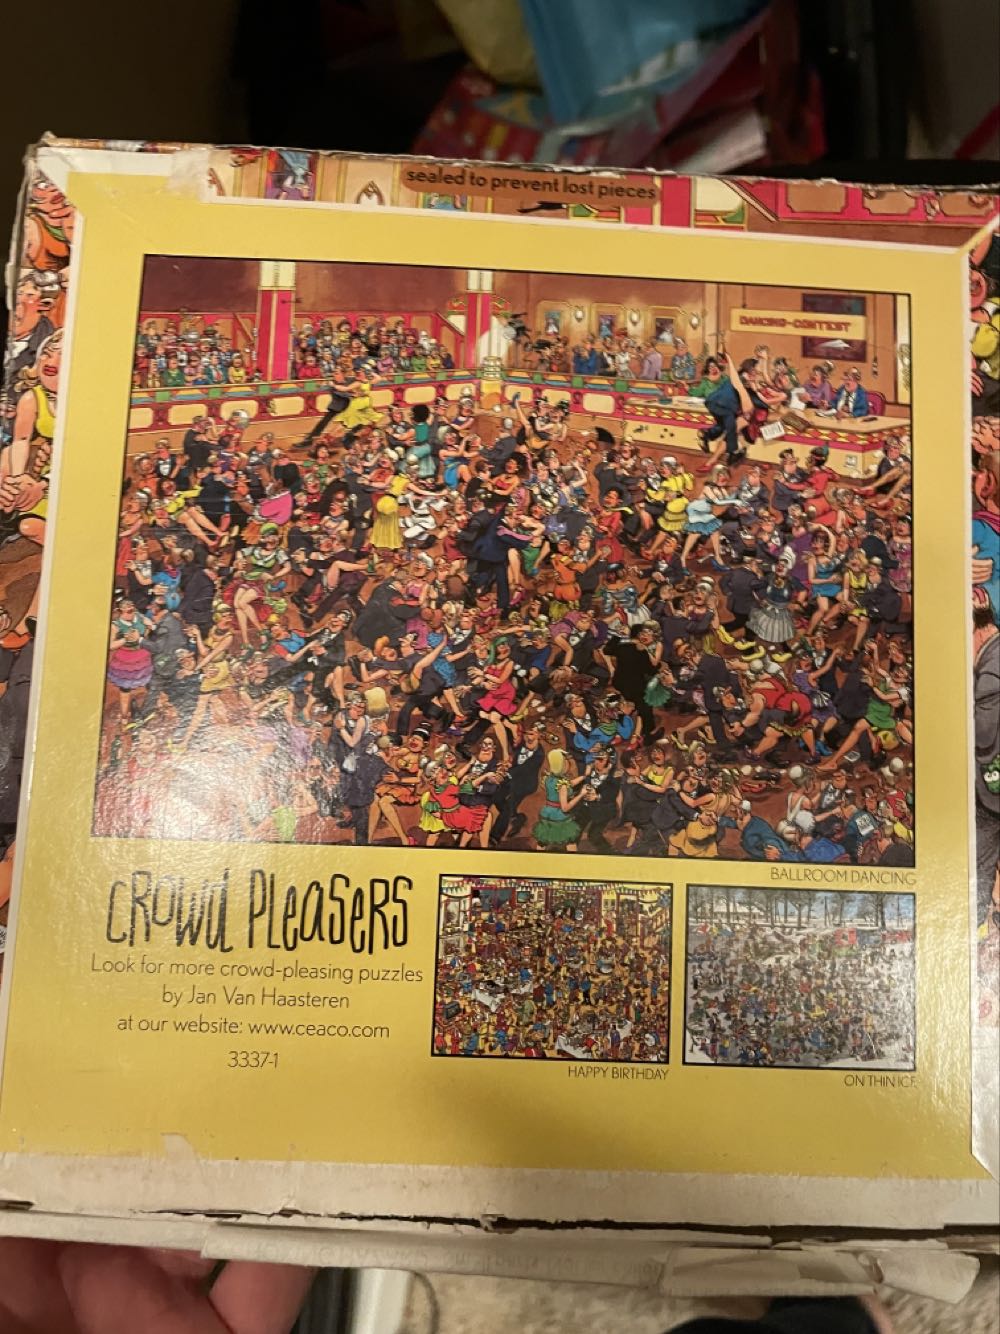 sealed to prevent lost pieces
DANCING-CONTEST
BALLROOM DANCING
CROWd PLeaSeRS
Look for more crowd-pleasing puzzles
by Jan Van Haasteren
at our website: www.ceaco.com
3337-1
HAPPY BIRTHDAY
ON THIN ICE